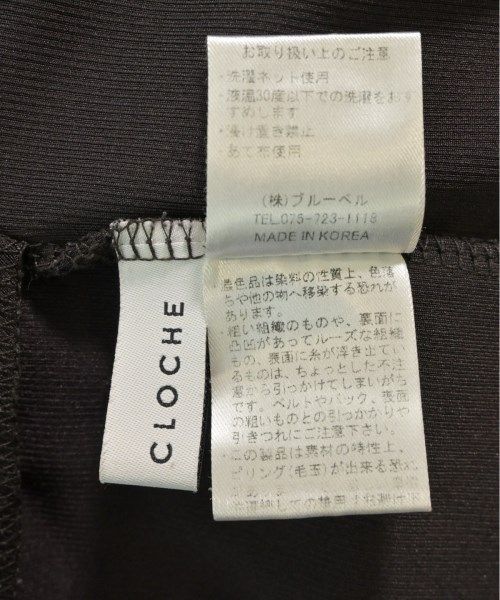 お取り扱い上のご注意
・洗濯ネット使用
・液温30度以下での洗濯をおす
すめします
・浸け置き禁止
・あて布使用
(株)ブルーベル
TEL.075-723-1118
MADE IN KOREA
CLOCHE
濃色品は染料の性質上、色落
ちや他の物へ移染する恐れが
あります。
・粗い組織のものや、裏面に
凸凹があってルーズな組織
もの、表面に糸が浮き出てい
るものは、ちょっとした不注
意から引っかけてしまいがち
です。ベルトやバック、表面
の粗いものとの引っかかりや
引きつれにご注意下さい。
・この製品は素材の特性上、
ピリング(毛玉)が出来る恐れ